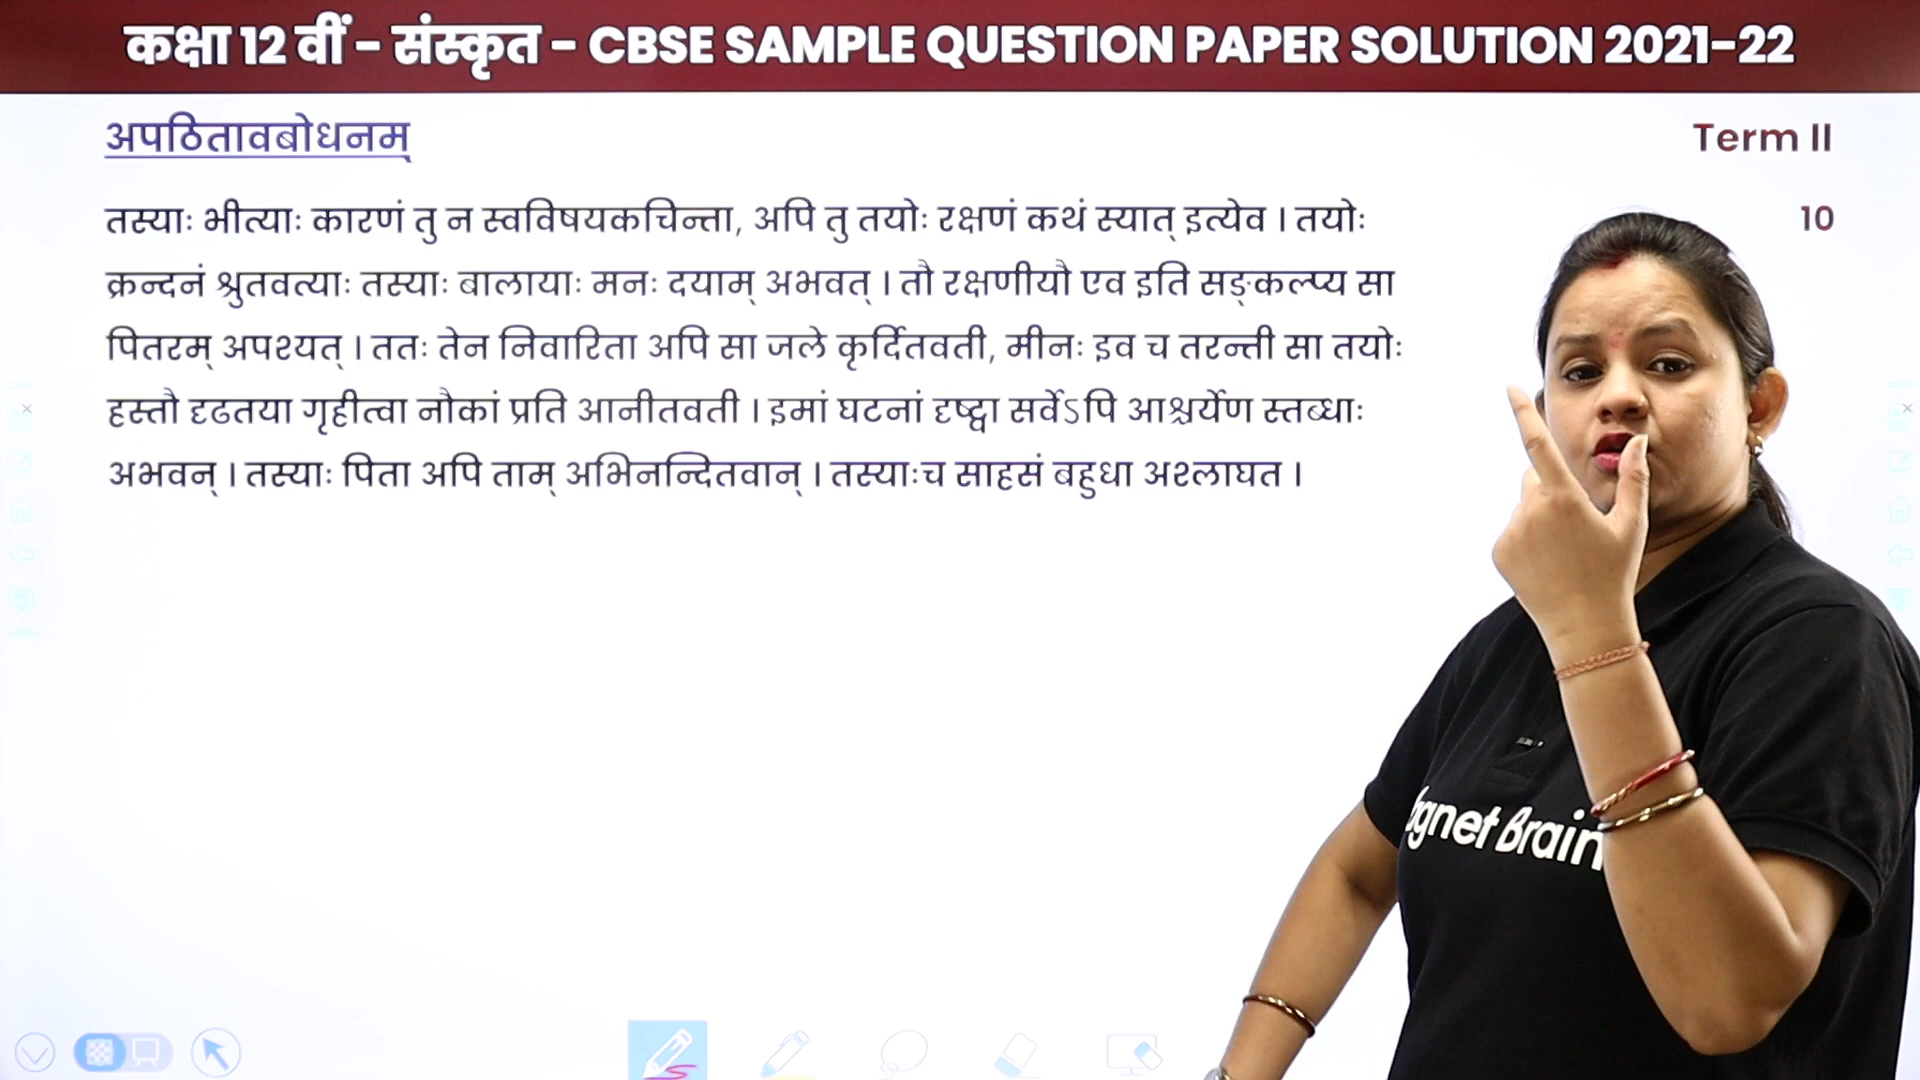 कक्षा 12 वीं - संस्कृत - CBSE SAMPLE QUESTION PAPER SOLUTION 2021-22
अपठितावबोधनम्
Term II
तस्याः भीत्याः कारणं तु न स्वविषयकचिन्ता, अपि तु तयोः रक्षणं कथं स्यात् इत्येव । तयोः
10
क्रन्दनं श्रुतवत्याः तस्याः बालायाः मनः दयाम् अभवत् । तौ रक्षणीयौ एव इति सङ्कल्प्य सा
पितरम् अपश्यत् । ततः तेन निवारिता अपि सा जले कृर्दितवती, मीनः इव च तरन्ती सा तयोः
हस्तौ दृढतया गृहीत्वा नौकां प्रति आनीतवती । इमां घटनां दृष्ट्वा सर्वेऽपि आश्चर्येण स्तब्धाः
अभवन् । तस्याः पिता अपि ताम् अभिनन्दितवान् । तस्याःच साहसं बहुधा अश्लाघत ।
gnet Brain